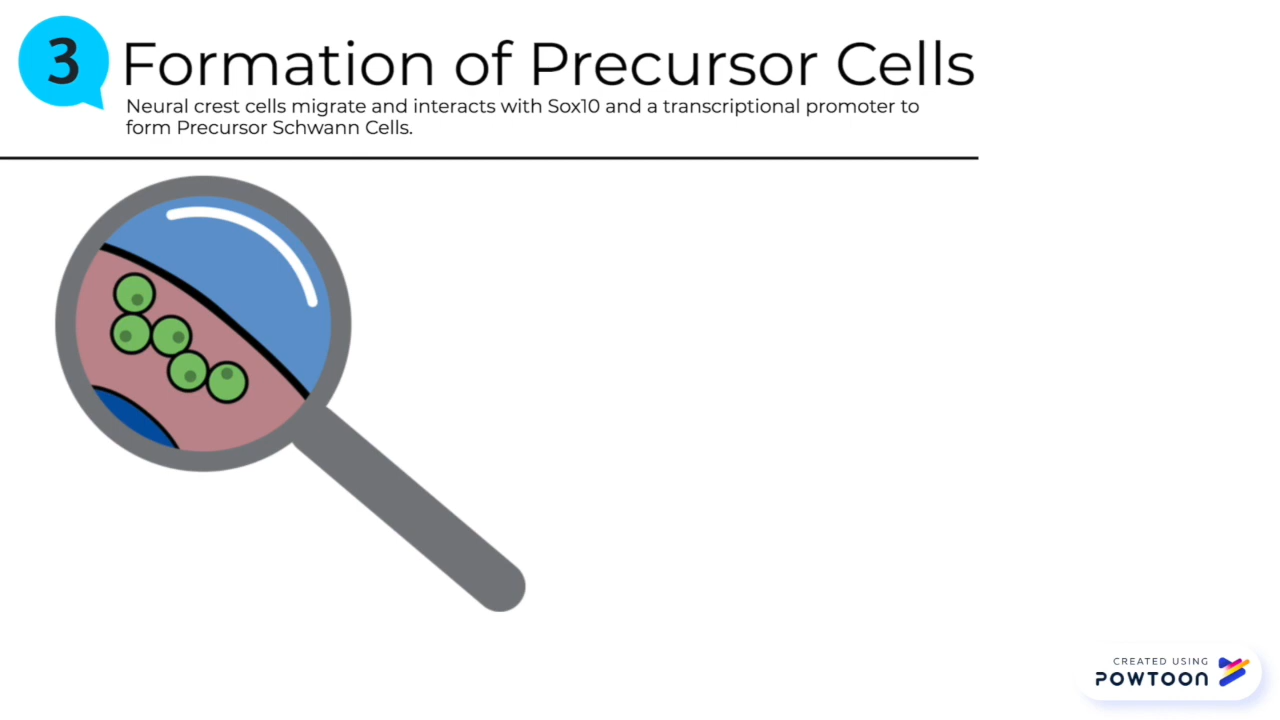 3
Formation of Precursor Cells
Neural crest cells migrate and interacts with Sox10 and a transcriptional promoter to
form Precursor Schwann Cells.
CREATED USING
POWTOON